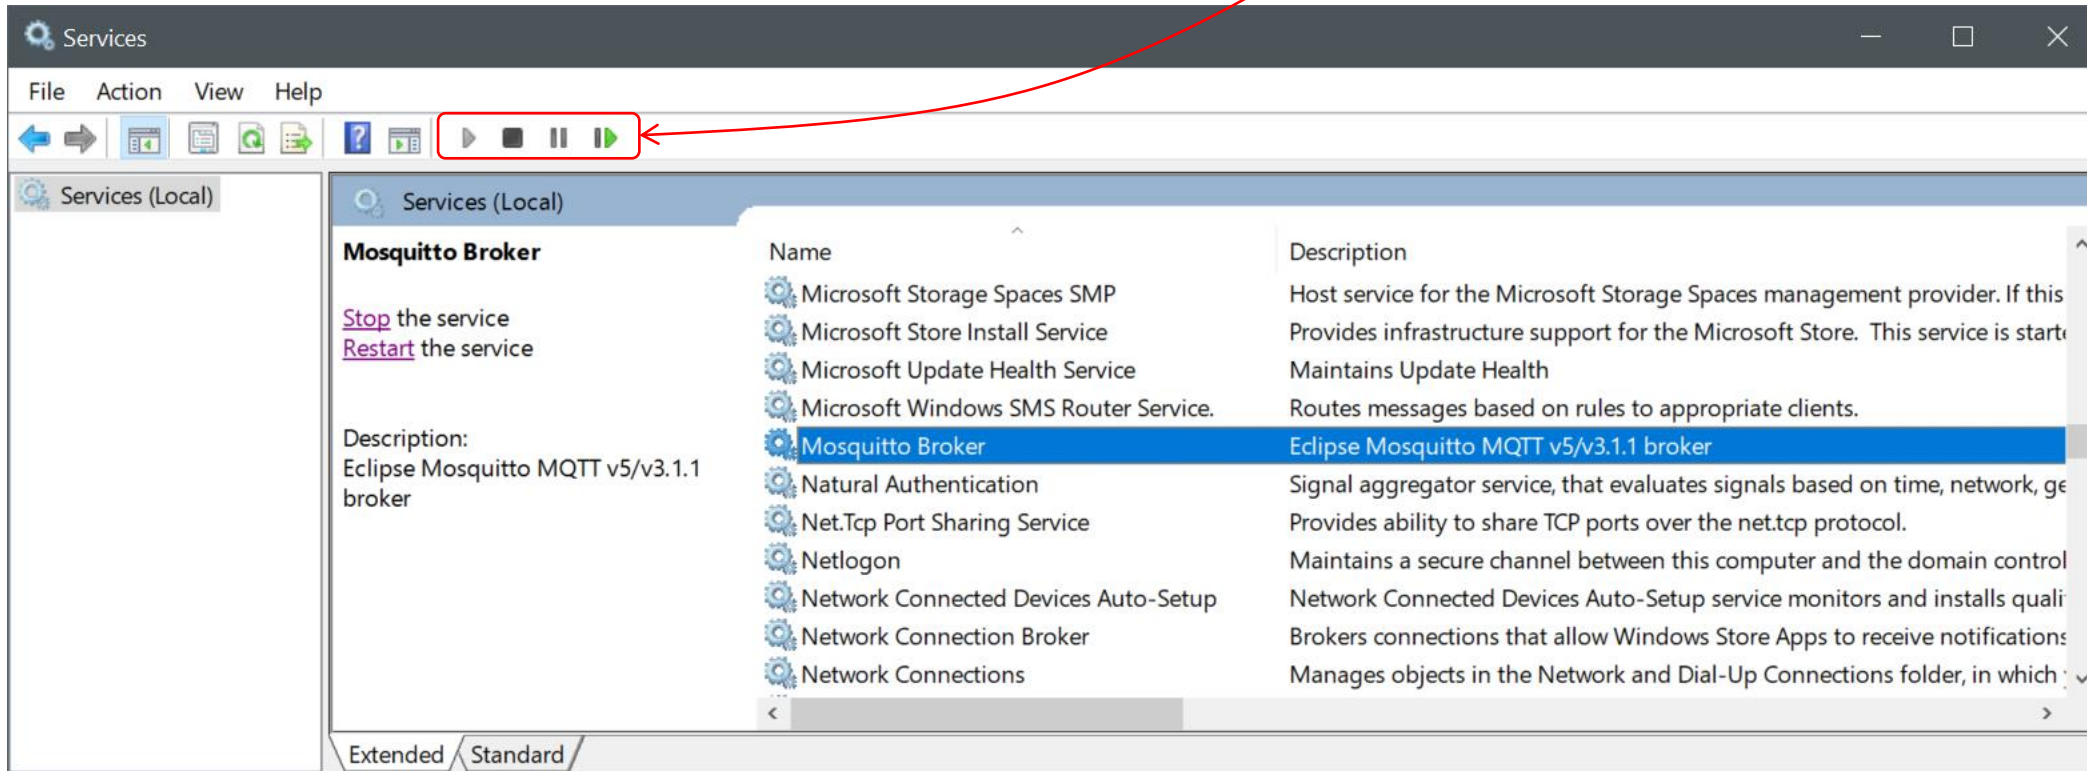 Services
File Action View Help
Services (Local)
Services (Local)
Mosquitto Broker
Stop the service
Restart the service
Description:
Eclipse Mosquitto MQTT v5/v3.1.1
broker
Name Description
Microsoft Storage Spaces SMP Host service for the Microsoft Storage Spaces management provider. If this
Microsoft Store Install Service Provides infrastructure support for the Microsoft Store. This service is starte
Microsoft Update Health Service Maintains Update Health
Microsoft Windows SMS Router Service. Routes messages based on rules to appropriate clients.
Mosquitto Broker Eclipse Mosquitto MQTT v5/v3.1.1 broker
Natural Authentication Signal aggregator service, that evaluates signals based on time, network, ge
Net.Tcp Port Sharing Service Provides ability to share TCP ports over the net.tcp protocol.
Netlogon Maintains a secure channel between this computer and the domain control
Network Connected Devices Auto-Setup Network Connected Devices Auto-Setup service monitors and installs quali
Network Connection Broker Brokers connections that allow Windows Store Apps to receive notifications
Network Connections Manages objects in the Network and Dial-Up Connections folder, in which
Extended Standard